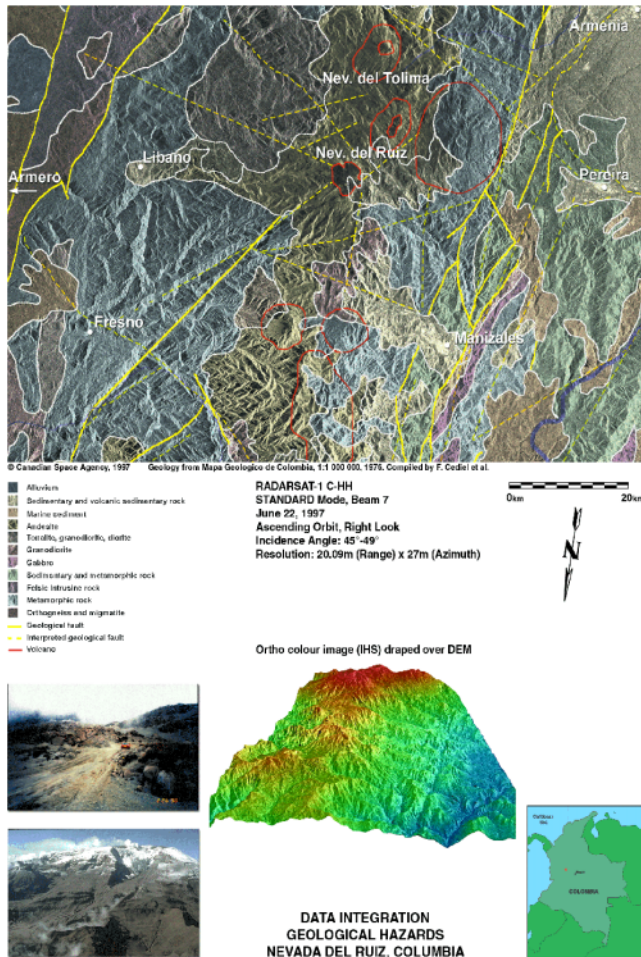 Armenia
Nev. del Tolima
Nev. del Ruiz
Libano
Armero
Pereira
Fresno
Manizales
© Canadian Space Agency, 1997 Geology from Mapa Geologico de Colombia, 1:1 000 000, 1976. Compiled by F. Cediel et al.
Alluvium
Sedimentary and volcanic sedimentary rock
Marine sediment
Andesite
Tonalite, granodiorite, diorite
Granodiorite
Gabbro
Sedimentary and metamorphic rock
Felsic intrusive rock
Metamorphic rock
Orthogneiss and migmatite
Geological fault
Interpreted geological fault
Volcano
RADARSAT-1 C-HH
STANDARD Mode, Beam 7
June 22, 1997
Ascending Orbit, Right Look
Incidence Angle: 45°-49°
Resolution: 20.09m (Range) x 27m (Azimuth)
0km 20km
N
Ortho colour image (IHS) draped over DEM
COLOMBIA
DATA INTEGRATION
GEOLOGICAL HAZARDS
NEVADA DEL RUIZ, COLUMBIA